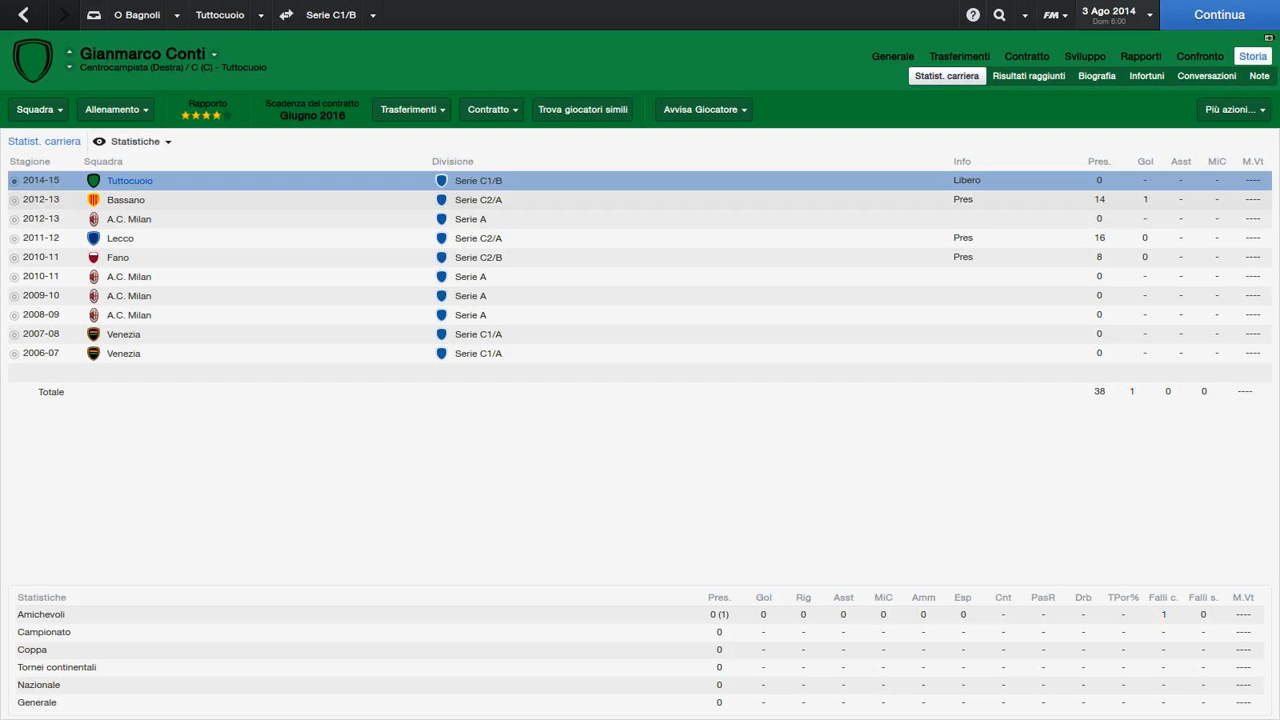 O Bagnoli Tuttocuoio Serie C1/B ? FM 3 Ago 2014 Continua
Dom 6:00
Gianmarco Conti
Centrocampista (Destra) / C (C) - Tuttocuoio
Generale Trasferimenti Contratto Sviluppo Rapporti Confronto Storia
Statist. carriera Risultati raggiunti Biografia Infortuni Conversazioni Note
Squadra Allenamento Rapporto Scadenza del contratto Trasferimenti Contratto Trova giocatori simili Avvisa Giocatore Più azioni...
Giugno 2016
Statist. carriera Statistiche
Stagione Squadra Divisione Info Pres. Gol Asst MiC M.Vt
2014-15 Tuttocuoio Serie C1/B Libero 0 - - - ----
2012-13 Bassano Serie C2/A Pres 14 1 - - ----
2012-13 A.C. Milan Serie A 0 - - - ----
2011-12 Lecco Serie C2/A Pres 16 0 - - ----
2010-11 Fano Serie C2/B Pres 8 0 - - ----
2010-11 A.C. Milan Serie A 0 - - - ----
2009-10 A.C. Milan Serie A 0 - - - ----
2008-09 A.C. Milan Serie A 0 - - - ----
2007-08 Venezia Serie C1/A 0 - - - ----
2006-07 Venezia Serie C1/A 0 - - - ----
Totale 38 1 0 0 ----
Statistiche Pres. Gol Rig Asst MiC Amm Esp Cnt PasR Drb TPor% Falli c. Falli s. M.Vt
Amichevoli 0 (1) 0 0 0 0 0 0 - - - - 1 0 ----
Campionato 0 - - - - - - - - - - - - ----
Coppa 0 - - - - - - - - - - - - ----
Tornei continentali 0 - - - - - - - - - - - - ----
Nazionale 0 - - - - - - - - - - - - ----
Generale 0 - - - - - - - - - - - - ----